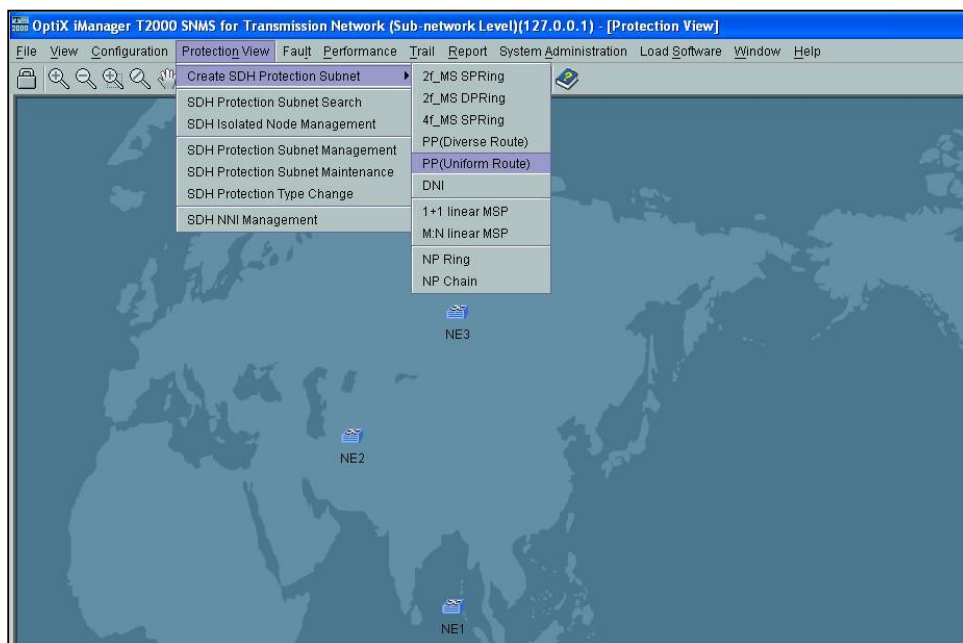 OptiX iManager T2000 SNMS for Transmission Network (Sub-network Level)(127.0.0.1) - [Protection View]
File View Configuration Protection View Fault Performance Trail Report System Administration Load Software Window Help
Create SDH Protection Subnet
SDH Protection Subnet Search
SDH Isolated Node Management
SDH Protection Subnet Management
SDH Protection Subnet Maintenance
SDH Protection Type Change
SDH NNI Management
2f_MS SPRing
2f_MS DPRing
4f_MS SPRing
PP(Diverse Route)
PP(Uniform Route)
DNI
1+1 linear MSP
M:N linear MSP
NP Ring
NP Chain
NE3
NE2
NE1